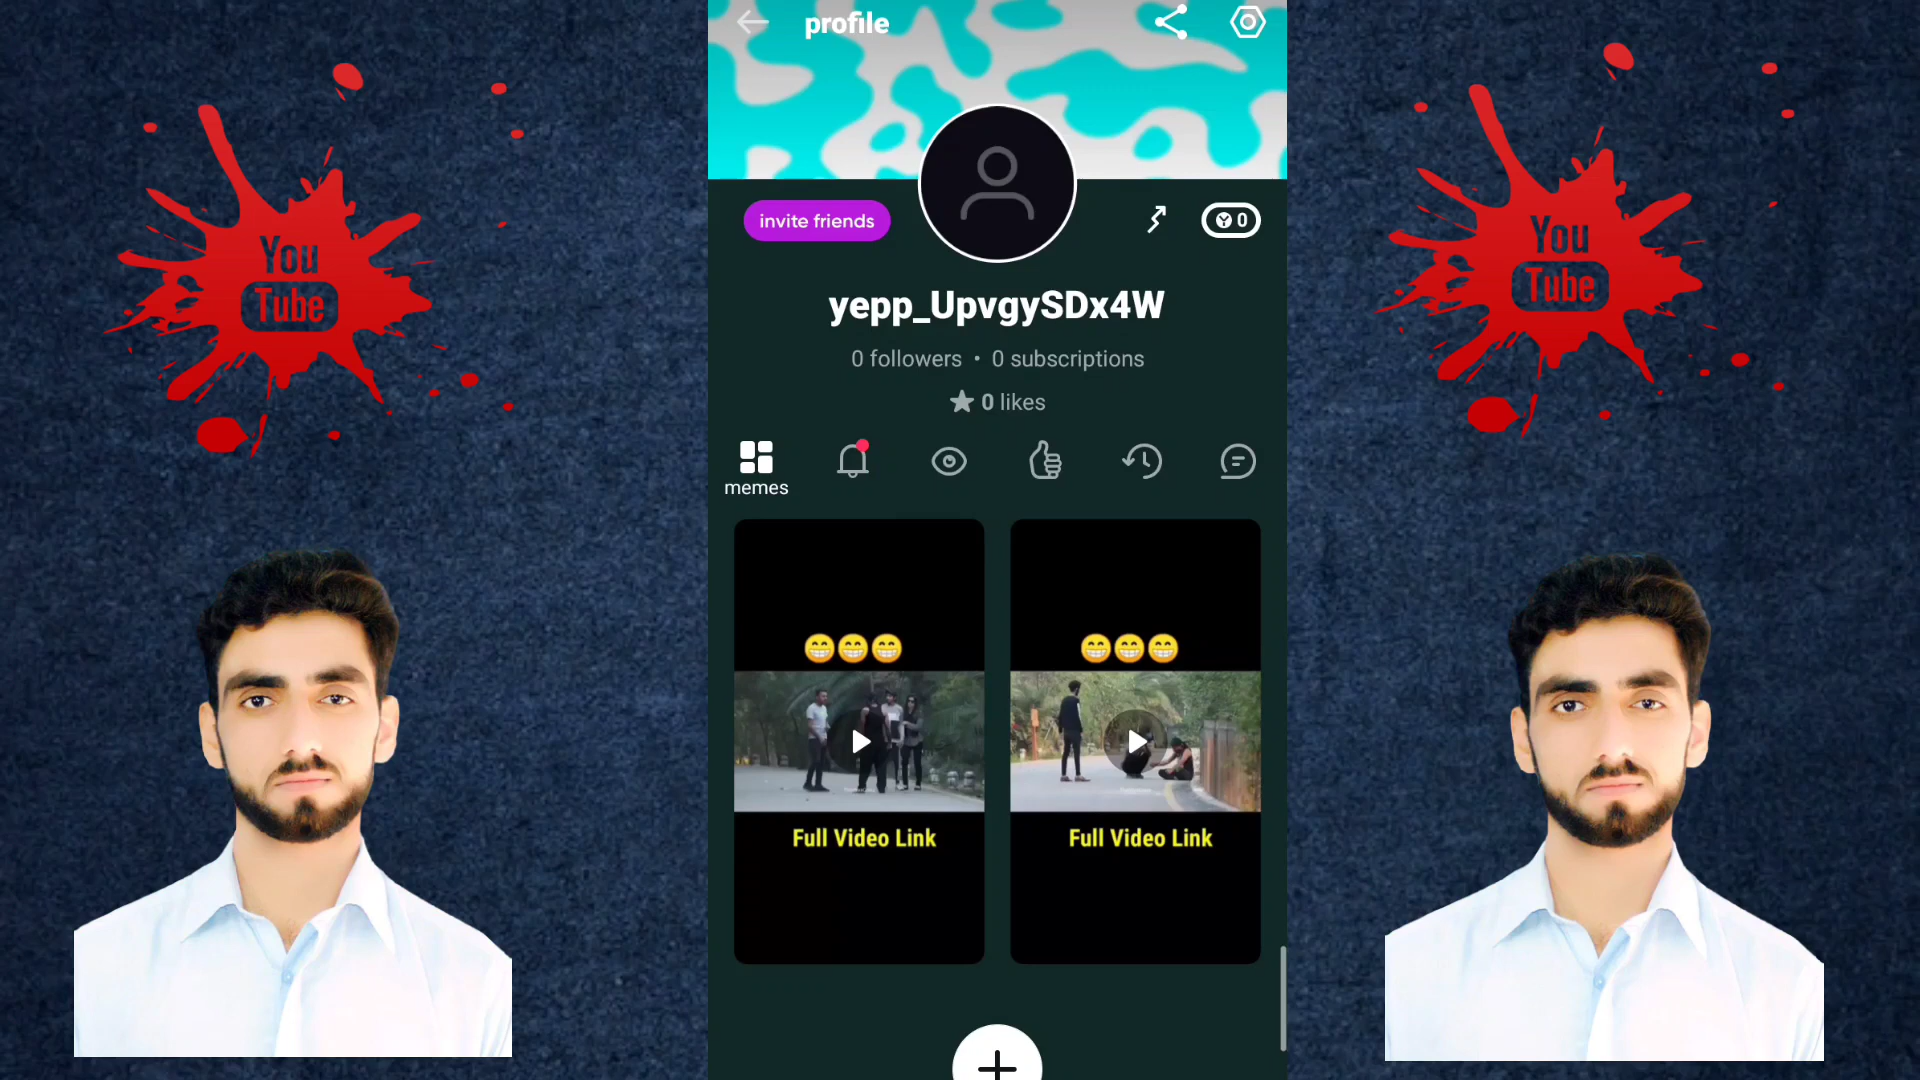 profile
You
Tube
You
Tube
invite friends
0
yepp_UpvgySDx4W
0 followers • 0 subscriptions
0 likes
memes
Full Video Link
Full Video Link